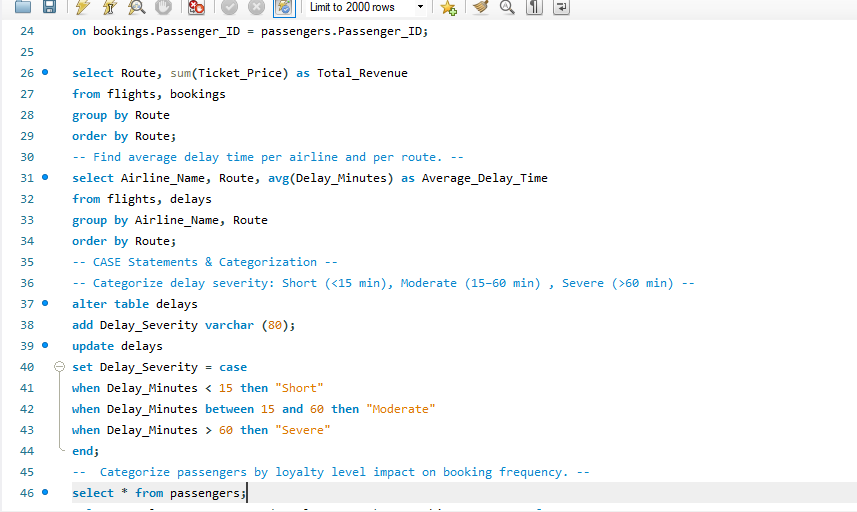 Limit to 2000 rows
24 on bookings.Passenger_ID = passengers.Passenger_ID;
25
26 select Route, sum(Ticket_Price) as Total_Revenue
27 from flights, bookings
28 group by Route
29 order by Route;
30 -- Find average delay time per airline and per route. --
31 select Airline_Name, Route, avg(Delay_Minutes) as Average_Delay_Time
32 from flights, delays
33 group by Airline_Name, Route
34 order by Route;
35 -- CASE Statements & Categorization --
36 -- Categorize delay severity: Short (<15 min), Moderate (15–60 min) , Severe (>60 min) --
37 alter table delays
38 add Delay_Severity varchar (80);
39 update delays
40 set Delay_Severity = case
41 when Delay_Minutes < 15 then "Short"
42 when Delay_Minutes between 15 and 60 then "Moderate"
43 when Delay_Minutes > 60 then "Severe"
44 end;
45 --  Categorize passengers by loyalty level impact on booking frequency. --
46 select * from passengers;